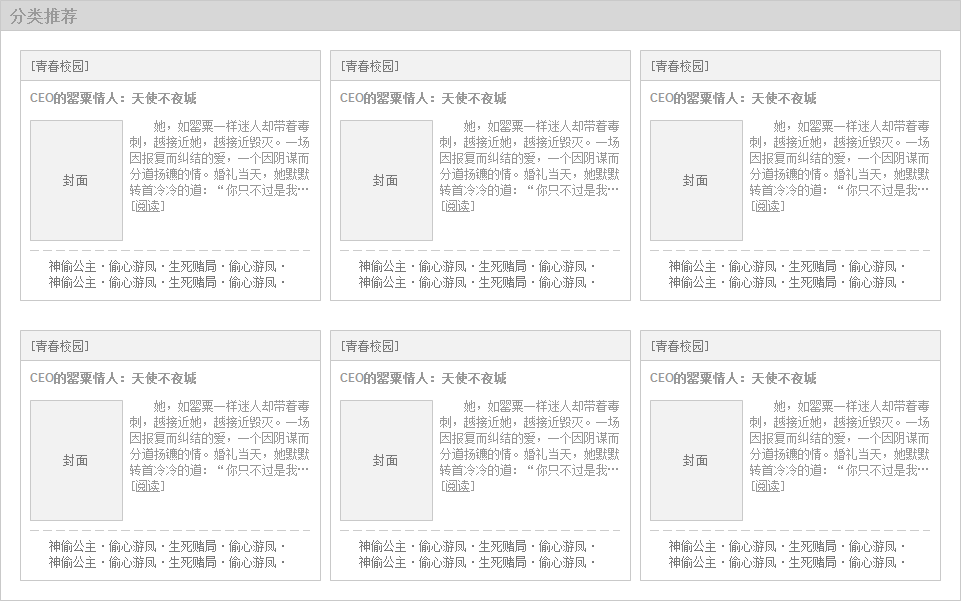 分类推荐
[青春校园]
CEO的罂粟情人：天使不夜城
封面
她，如罂粟一样迷人却带着毒
刺，越接近她，越接近毁灭。一场
因报复而纠结的爱，一个因阴谋而
分道扬镳的情。婚礼当天，她默默
转首冷冷的道：“你只不过是我…
[阅读]
神偷公主·偷心游凤·生死赌局·偷心游凤·
神偷公主·偷心游凤·生死赌局·偷心游凤·
[青春校园]
CEO的罂粟情人：天使不夜城
封面
她，如罂粟一样迷人却带着毒
刺，越接近她，越接近毁灭。一场
因报复而纠结的爱，一个因阴谋而
分道扬镳的情。婚礼当天，她默默
转首冷冷的道：“你只不过是我…
[阅读]
神偷公主·偷心游凤·生死赌局·偷心游凤·
神偷公主·偷心游凤·生死赌局·偷心游凤·
[青春校园]
CEO的罂粟情人：天使不夜城
封面
她，如罂粟一样迷人却带着毒
刺，越接近她，越接近毁灭。一场
因报复而纠结的爱，一个因阴谋而
分道扬镳的情。婚礼当天，她默默
转首冷冷的道：“你只不过是我…
[阅读]
神偷公主·偷心游凤·生死赌局·偷心游凤·
神偷公主·偷心游凤·生死赌局·偷心游凤·
[青春校园]
CEO的罂粟情人：天使不夜城
封面
她，如罂粟一样迷人却带着毒
刺，越接近她，越接近毁灭。一场
因报复而纠结的爱，一个因阴谋而
分道扬镳的情。婚礼当天，她默默
转首冷冷的道：“你只不过是我…
[阅读]
神偷公主·偷心游凤·生死赌局·偷心游凤·
神偷公主·偷心游凤·生死赌局·偷心游凤·
[青春校园]
CEO的罂粟情人：天使不夜城
封面
她，如罂粟一样迷人却带着毒
刺，越接近她，越接近毁灭。一场
因报复而纠结的爱，一个因阴谋而
分道扬镳的情。婚礼当天，她默默
转首冷冷的道：“你只不过是我…
[阅读]
神偷公主·偷心游凤·生死赌局·偷心游凤·
神偷公主·偷心游凤·生死赌局·偷心游凤·
[青春校园]
CEO的罂粟情人：天使不夜城
封面
她，如罂粟一样迷人却带着毒
刺，越接近她，越接近毁灭。一场
因报复而纠结的爱，一个因阴谋而
分道扬镳的情。婚礼当天，她默默
转首冷冷的道：“你只不过是我…
[阅读]
神偷公主·偷心游凤·生死赌局·偷心游凤·
神偷公主·偷心游凤·生死赌局·偷心游凤·